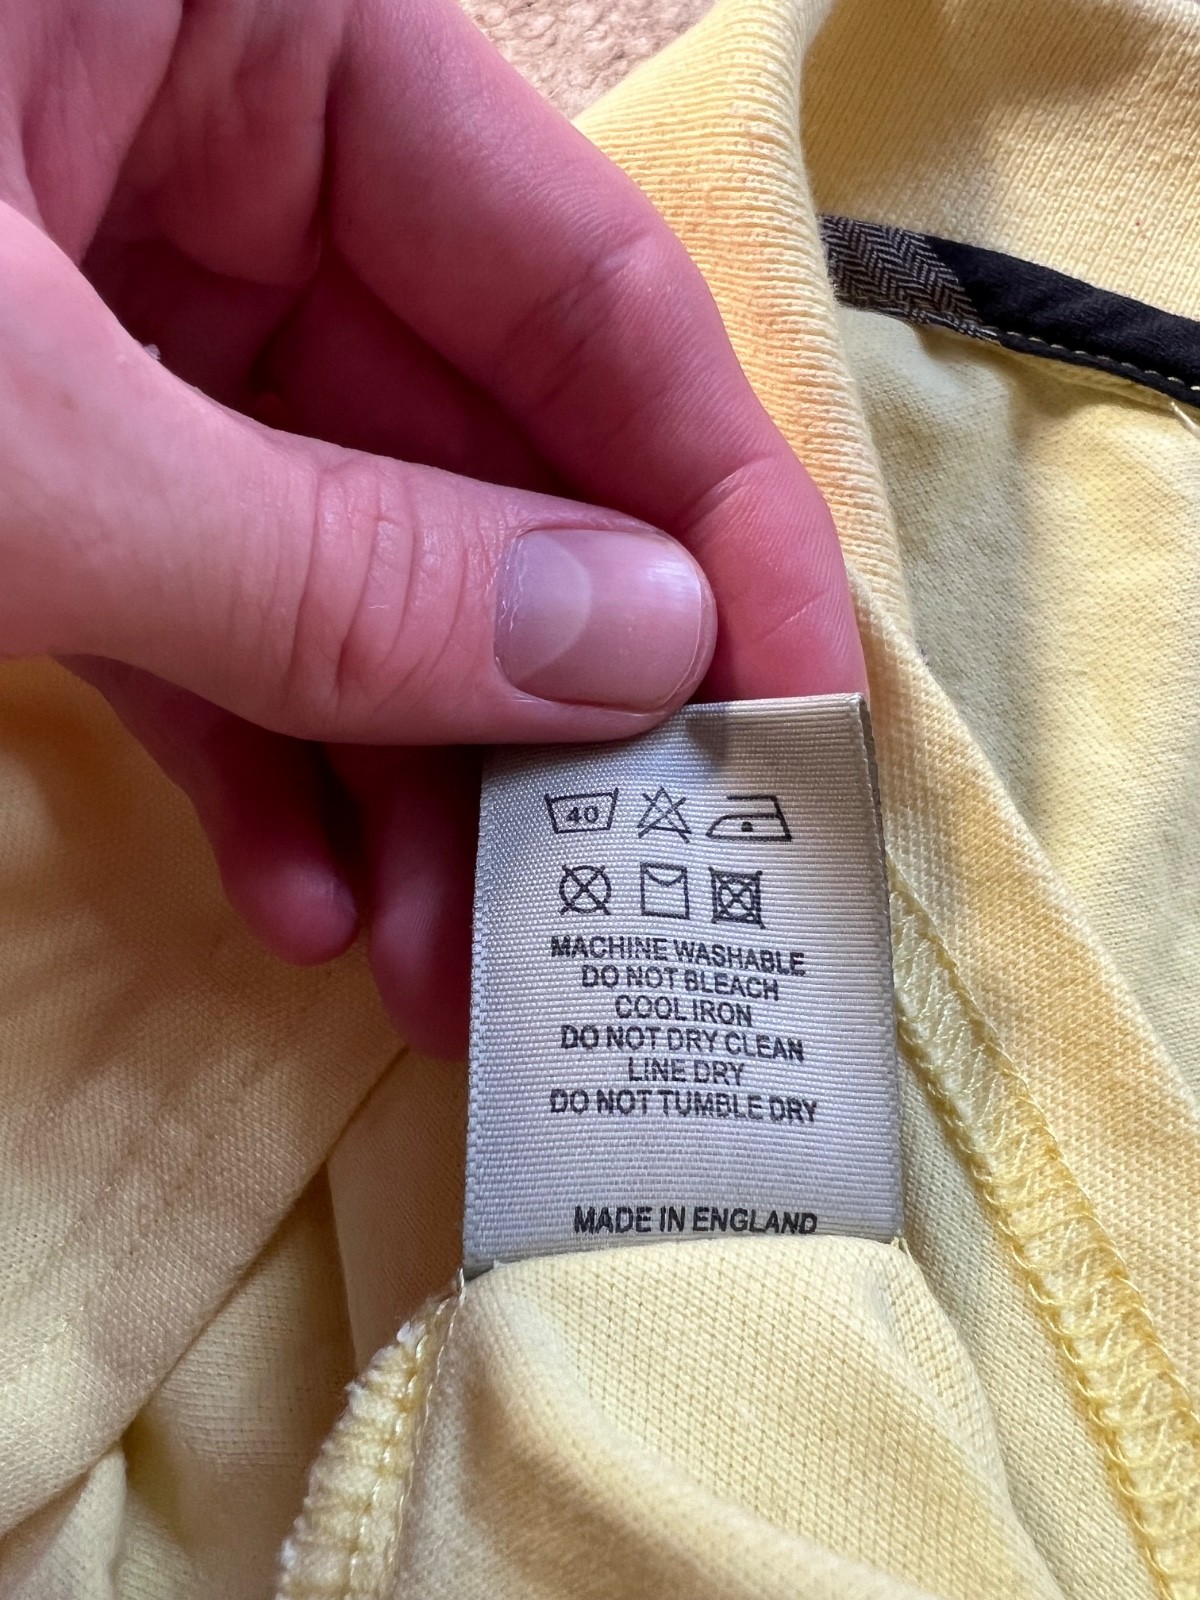 40
MACHINE WASHABLE
DO NOT BLEACH
COOL IRON
DO NOT DRY CLEAN
LINE DRY
DO NOT TUMBLE DRY
MADE IN ENGLAND